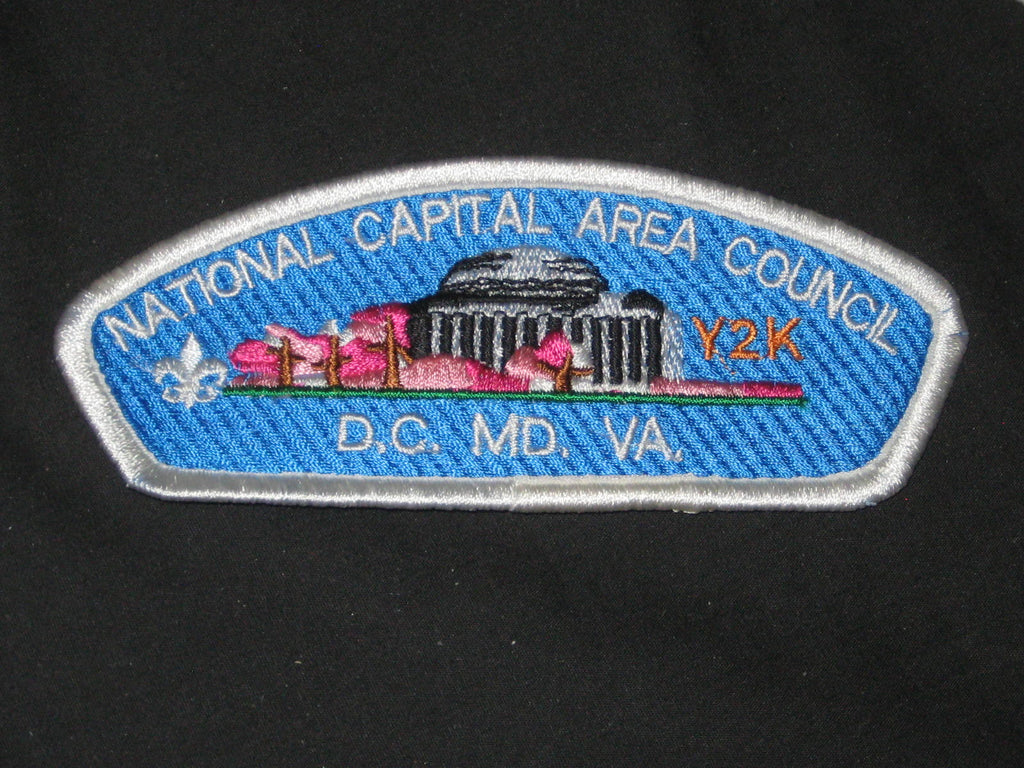 NATIONAL CAPITAL AREA COUNCIL
Y2K
D.C. MD. VA.